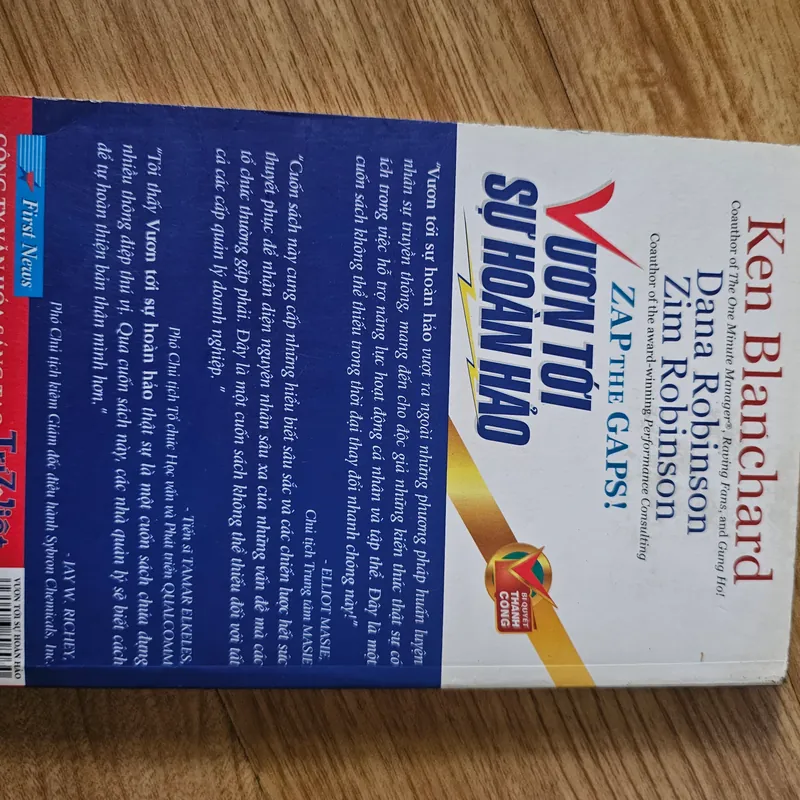 Ken Blanchard
Coauthor of The One Minute Manager®, Raving Fans, and Gung Ho!
Dana Robinson
Zim Robinson
Coauthor of the award-winning Performance Consulting
ZAP THE GAPS!
VƯƠN TỚI
SỰ HOÀN HẢO
BÍ QUYẾT
THÀNH
CÔNG
"Vươn tới sự hoàn hảo vượt ra ngoài những phương pháp huấn luyện
nhân sự truyền thống, mang đến cho độc giả những kiến thức thật sự có
ích trong việc hỗ trợ năng lực hoạt động cá nhân và tập thể. Đây là một
cuốn sách không thể thiếu trong thời đại thay đổi nhanh chóng này!"
- ELLIOT MASIE,
Chủ tịch Trung tâm MASIE
"Cuốn sách này cung cấp những hiểu biết sâu sắc và các chiến lược hết sức
thuyết phục để nhận diện nguyên nhân sâu xa của những vấn đề mà các
tổ chức thường gặp phải. Đây là một cuốn sách không thể thiếu đối với tất
cả các cấp quản lý doanh nghiệp."
- Tiến sĩ TAMAR ELKELES,
Phó Chủ tịch Tổ chức Học vấn và Phát triển QUALCOMM
"Tôi thấy Vươn tới sự hoàn hảo thật sự là một cuốn sách chứa đựng
nhiều thông điệp thú vị. Qua cuốn sách này, các nhà quản lý sẽ biết cách
để tự hoàn thiện bản thân mình hơn."
- JAY W. RICHEY,
Phó Chủ tịch kiêm Giám đốc điều hành Sybron Chemicals, Inc.
First News
CÔNG TY VĂN HÓA SÁNG TẠO Trí Việt
VƯƠN TỚI SỰ HOÀN HẢO